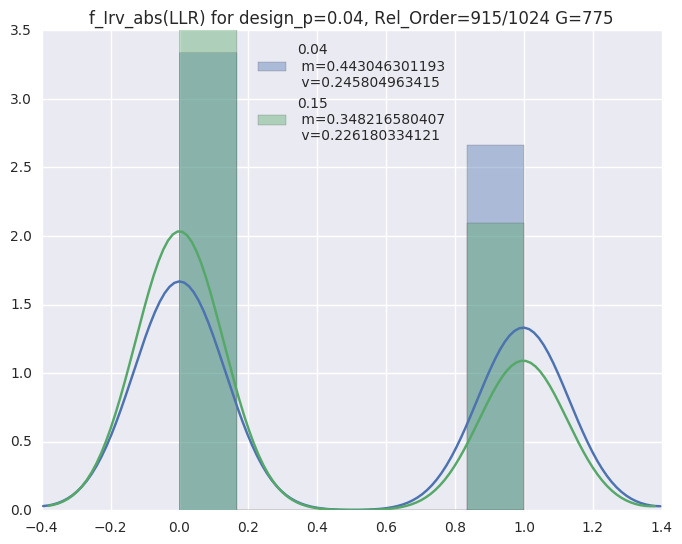 f_Irv_abs(LLR) for design_p=0.04, Rel_Order=915/1024 G=775
3.5
3.0
2.5
2.0
1.5
1.0
0.5
0.0
0.04
m=0.443046301193
v=0.245804963415
0.15
m=0.348216580407
v=0.226180334121
−0.4 −0.2 0.0 0.2 0.4 0.6 0.8 1.0 1.2 1.4